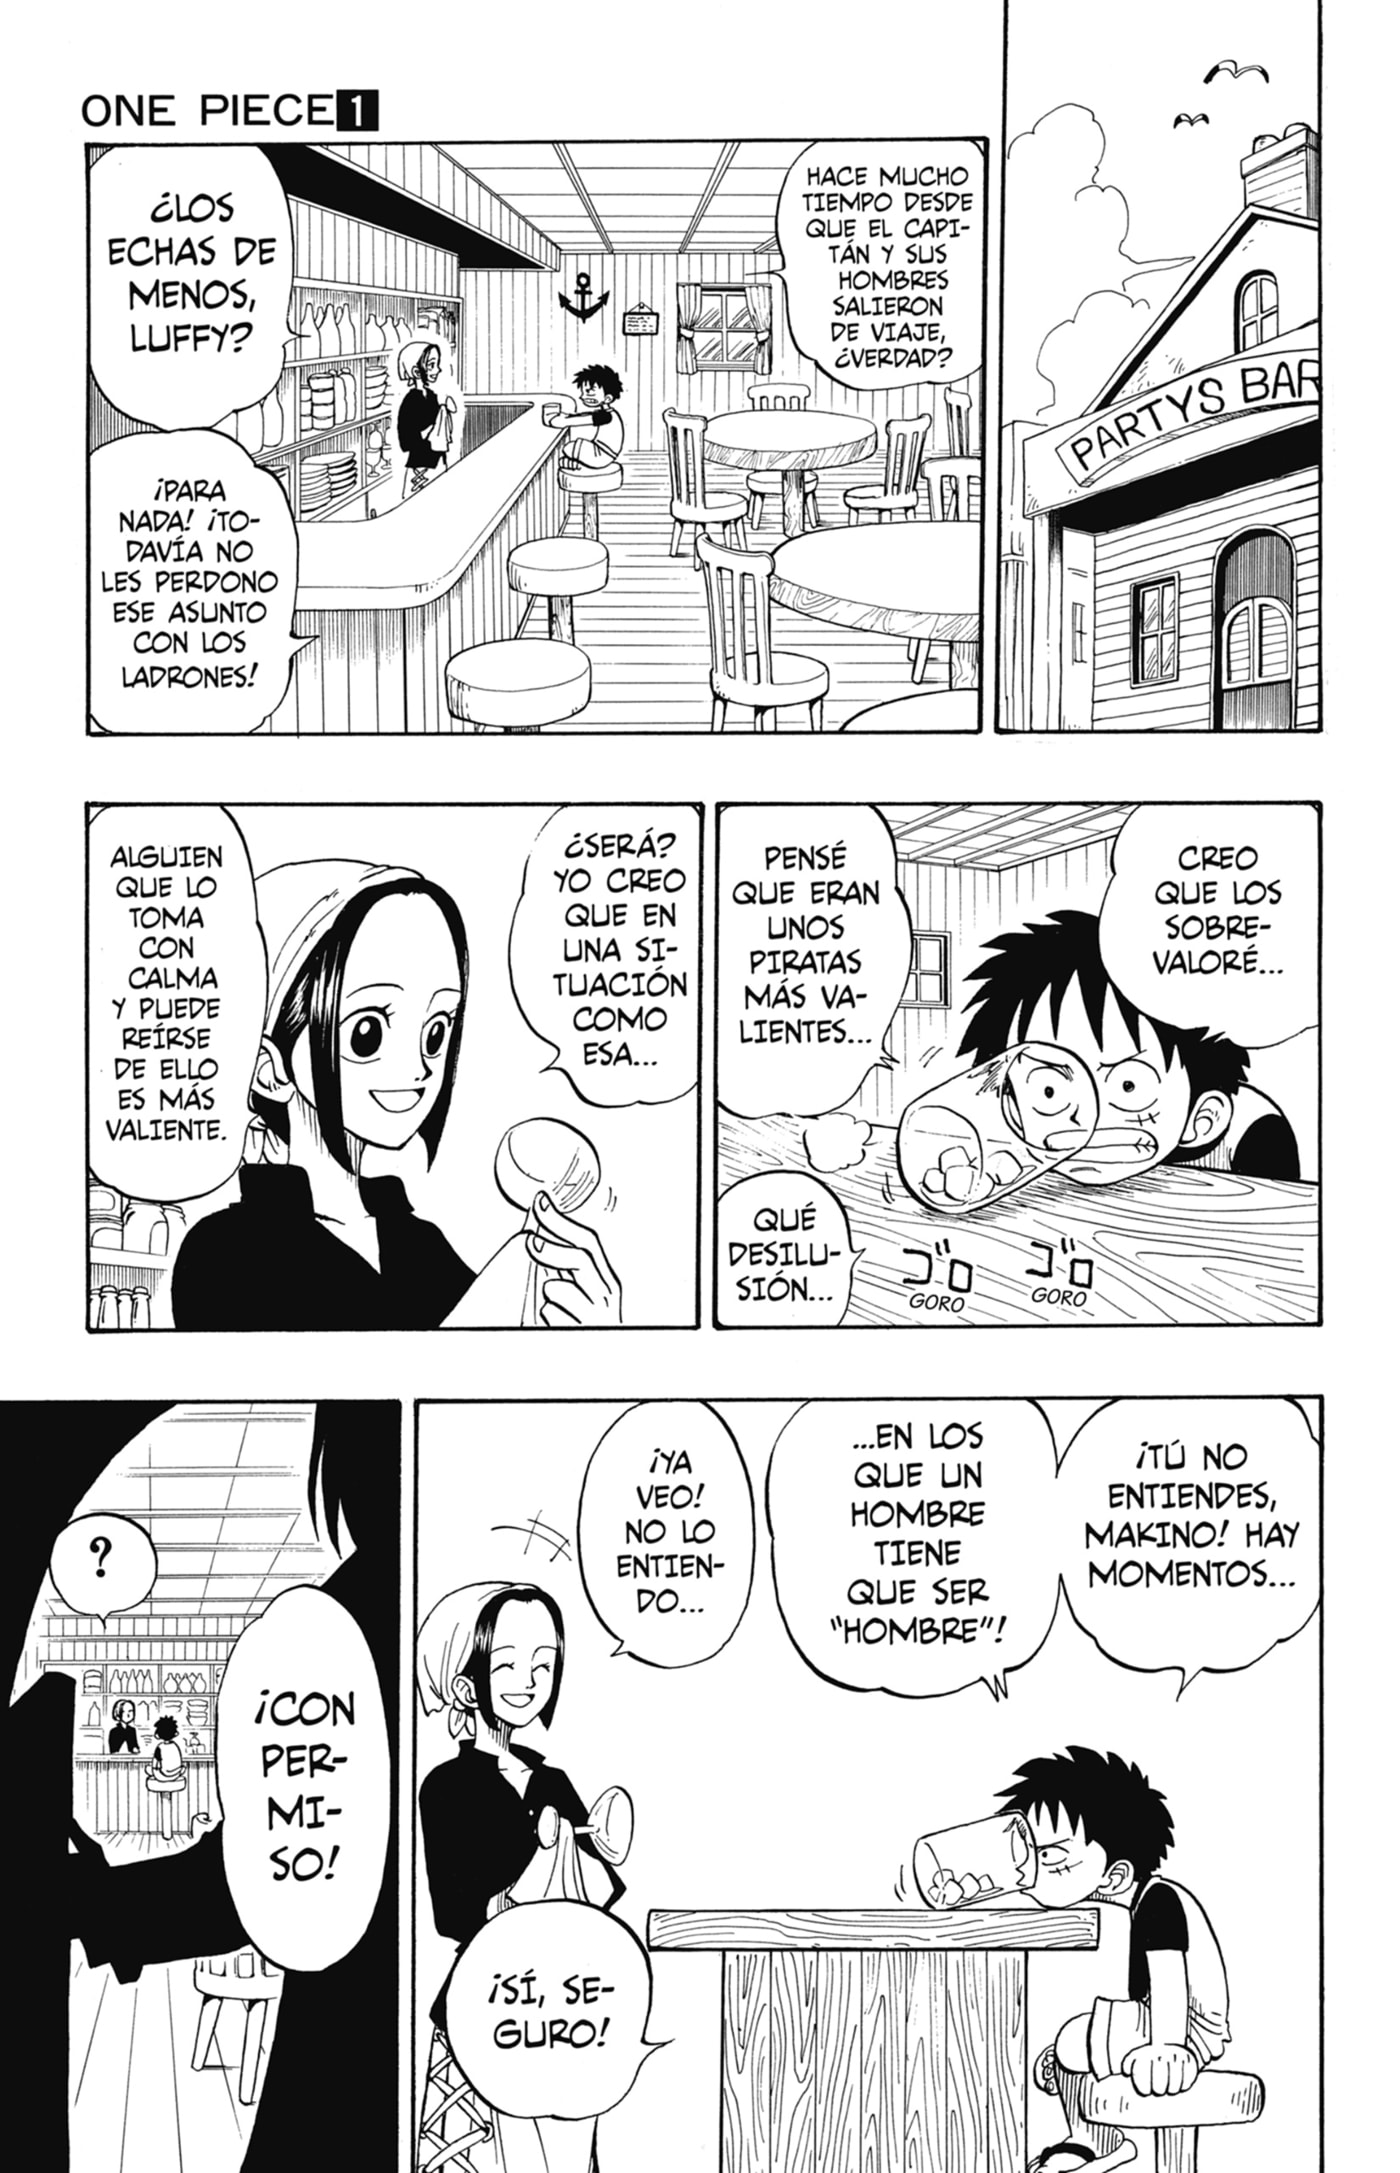 ONE PIECE 1
PARTYS BAR
HACE MUCHO
TIEMPO DESDE
QUE EL CAPI-
TÁN Y SUS
HOMBRES
SALIERON
DE VIAJE,
¿VERDAD?
¿LOS
ECHAS DE
MENOS,
LUFFY?
¡PARA
NADA! ¡TO-
DAVÍA NO
LES PERDONO
ESE ASUNTO
CON LOS
LADRONES!
CREO
QUE LOS
SOBRE-
VALORÉ...
PENSÉ
QUE ERAN
UNOS
PIRATAS
MÁS VA-
LIENTES...
QUÉ
DESILU-
SIÓN...
ゴロ
GORO
ゴロ
GORO
¿SERÁ?
YO CREO
QUE EN
UNA SI-
TUACIÓN
COMO
ESA...
ALGUIEN
QUE LO
TOMA
CON
CALMA
Y PUEDE
REÍRSE
DE ELLO
ES MÁS
VALIENTE.
¡TÚ NO
ENTIENDES,
MAKINO! HAY
MOMENTOS...
...EN LOS
QUE UN
HOMBRE
TIENE
QUE SER
“HOMBRE”!
¡YA
VEO!
NO LO
ENTIEN-
DO...
¡SÍ, SE-
GURO!
¡CON
PER-
MI-
SO!
?